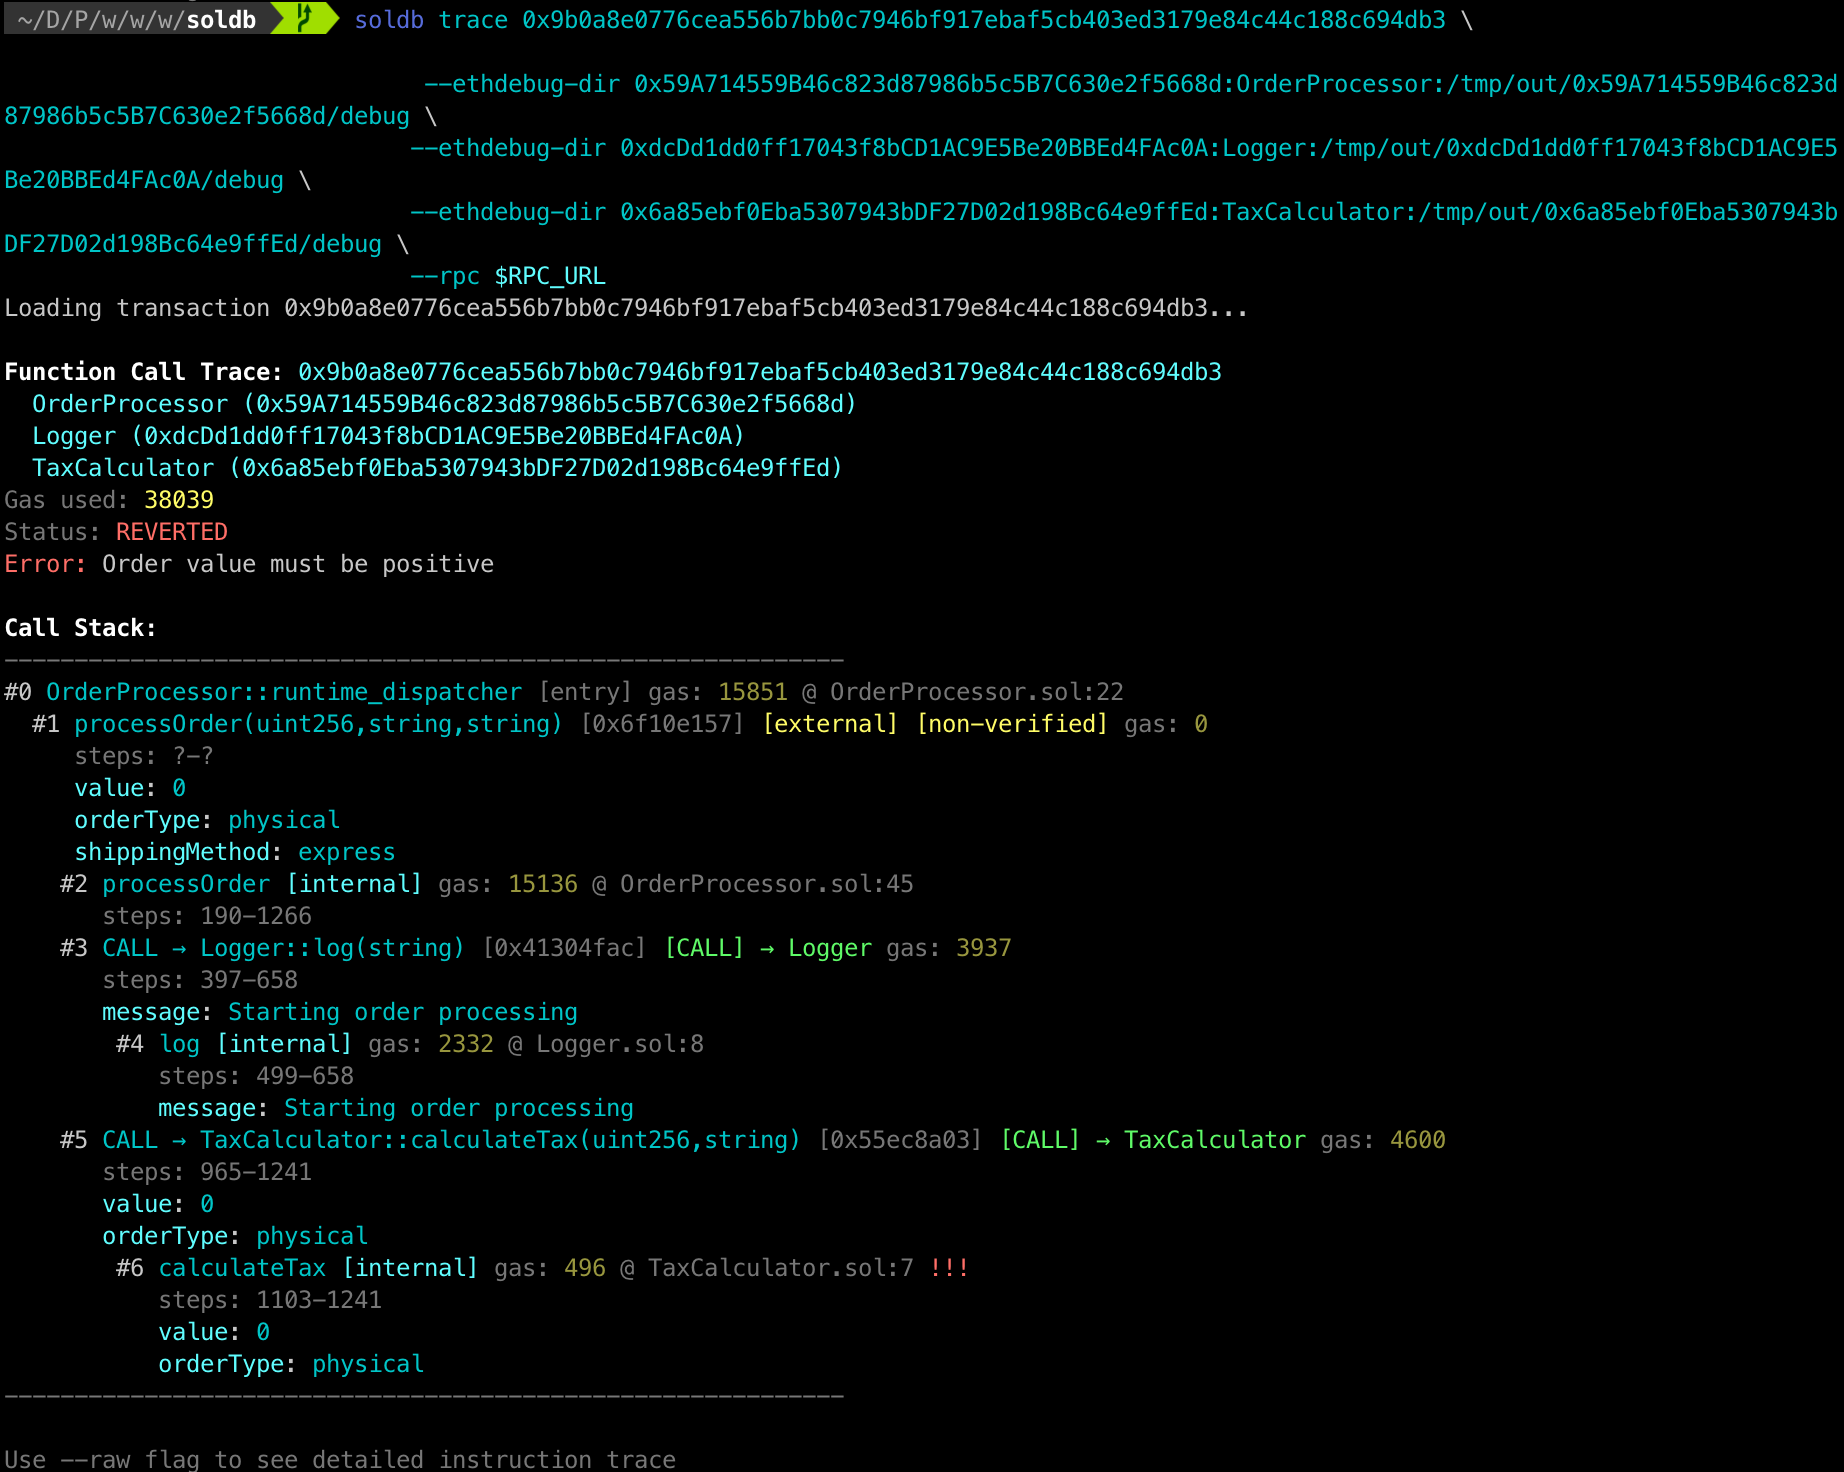 ~/D/P/w/w/w/soldb soldb trace 0x9b0a8e0776cea556b7bb0c7946bf917ebaf5cb403ed3179e84c44c188c694db3 \
--ethdebug-dir 0x59A714559B46c823d87986b5c5B7C630e2f5668d:OrderProcessor:/tmp/out/0x59A714559B46c823d
87986b5c5B7C630e2f5668d/debug \
--ethdebug-dir 0xdcDd1dd0ff17043f8bCD1AC9E5Be20BBEd4FAc0A:Logger:/tmp/out/0xdcDd1dd0ff17043f8bCD1AC9E5
Be20BBEd4FAc0A/debug \
--ethdebug-dir 0x6a85ebf0Eba5307943bDF27D02d198Bc64e9ffEd:TaxCalculator:/tmp/out/0x6a85ebf0Eba5307943b
DF27D02d198Bc64e9ffEd/debug \
--rpc $RPC_URL
Loading transaction 0x9b0a8e0776cea556b7bb0c7946bf917ebaf5cb403ed3179e84c44c188c694db3...
Function Call Trace: 0x9b0a8e0776cea556b7bb0c7946bf917ebaf5cb403ed3179e84c44c188c694db3
OrderProcessor (0x59A714559B46c823d87986b5c5B7C630e2f5668d)
Logger (0xdcDd1dd0ff17043f8bCD1AC9E5Be20BBEd4FAc0A)
TaxCalculator (0x6a85ebf0Eba5307943bDF27D02d198Bc64e9ffEd)
Gas used: 38039
Status: REVERTED
Error: Order value must be positive
Call Stack:
------------------------------------------------------------
#0 OrderProcessor::runtime_dispatcher [entry] gas: 15851 @ OrderProcessor.sol:22
#1 processOrder(uint256,string,string) [0x6f10e157] [external] [non-verified] gas: 0
steps: ?-?
value: 0
orderType: physical
shippingMethod: express
#2 processOrder [internal] gas: 15136 @ OrderProcessor.sol:45
steps: 190-1266
#3 CALL → Logger::log(string) [0x41304fac] [CALL] → Logger gas: 3937
steps: 397-658
message: Starting order processing
#4 log [internal] gas: 2332 @ Logger.sol:8
steps: 499-658
message: Starting order processing
#5 CALL → TaxCalculator::calculateTax(uint256,string) [0x55ec8a03] [CALL] → TaxCalculator gas: 4600
steps: 965-1241
value: 0
orderType: physical
#6 calculateTax [internal] gas: 496 @ TaxCalculator.sol:7 !!!
steps: 1103-1241
value: 0
orderType: physical
------------------------------------------------------------
Use --raw flag to see detailed instruction trace